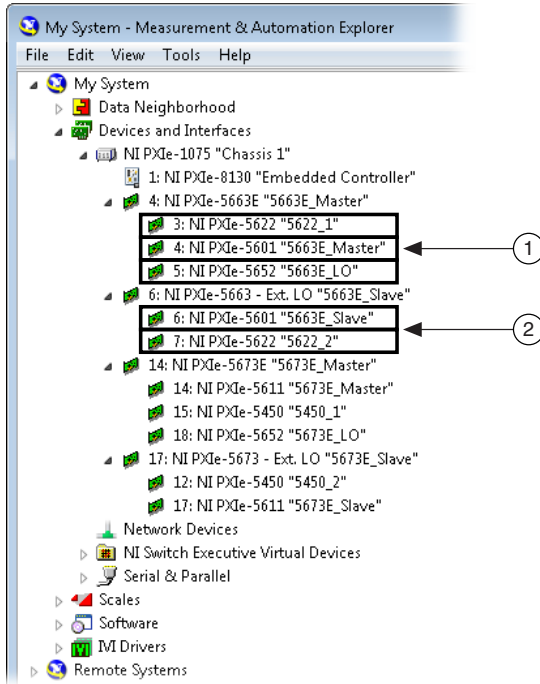 My System - Measurement & Automation Explorer
File Edit View Tools Help
My System
Data Neighborhood
Devices and Interfaces
NI PXIe-1075 "Chassis 1"
1: NI PXIe-8130 "Embedded Controller"
4: NI PXIe-5663E "5663E_Master"
3: NI PXIe-5622 "5622_1"
4: NI PXIe-5601 "5663E_Master"
1
5: NI PXIe-5652 "5663E_LO"
6: NI PXIe-5663 - Ext. LO "5663E_Slave"
6: NI PXIe-5601 "5663E_Slave"
2
7: NI PXIe-5622 "5622_2"
14: NI PXIe-5673E "5673E_Master"
14: NI PXIe-5611 "5673E_Master"
15: NI PXIe-5450 "5450_1"
18: NI PXIe-5652 "5673E_LO"
17: NI PXIe-5673 - Ext. LO "5673E_Slave"
12: NI PXIe-5450 "5450_2"
17: NI PXIe-5611 "5673E_Slave"
Network Devices
NI Switch Executive Virtual Devices
Serial & Parallel
Scales
Software
IVI Drivers
Remote Systems